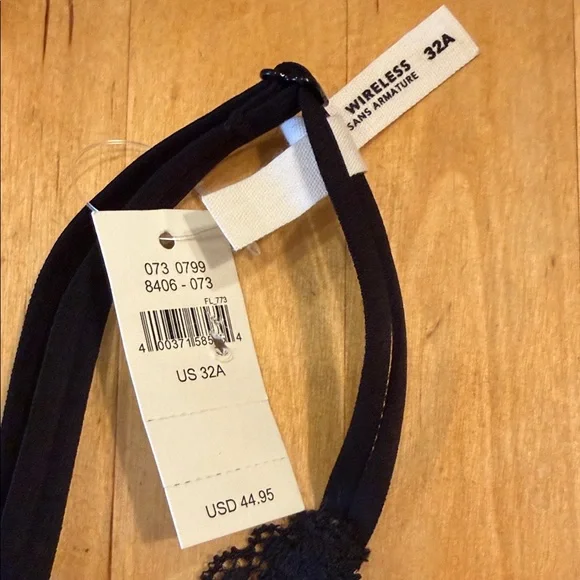 WIRELESS 32A
SANS ARMATURE
073 0799
8406 - 073
FL_773
US 32A
USD 44.95